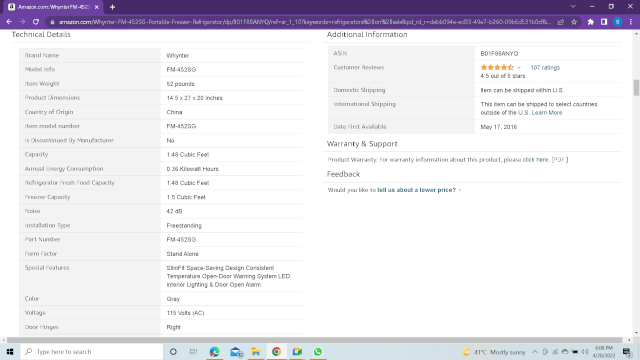 Amazon.com: Whynter FM-452S
amazon.com/Whynter-FM-452SG-Portable-Freezer-Refrigerator/dp/B01F88ANYQ/
Technical Details
Brand Name Whynter
Model Info FM-452SG
Item Weight 52 pounds
Product Dimensions 14.5 x 27 x 20 inches
Country of Origin China
Item model number FM-452SG
Is Discontinued By Manufacturer No
Capacity 1.48 Cubic Feet
Annual Energy Consumption 0.36 Kilowatt Hours
Refrigerator Fresh Food Capacity 1.48 Cubic Feet
Freezer Capacity 1.5 Cubic Feet
Noise 42 dB
Installation Type Freestanding
Part Number FM-452SG
Form Factor Stand Alone
Special Features SlimFit Space-Saving Design Consistent
Temperature Open-Door Warning System LED
Interior Lighting & Door Open Alarm
Color Gray
Voltage 115 Volts (AC)
Door Hinges Right
Additional Information
ASIN B01F88ANYQ
Customer Reviews 107 ratings
4.5 out of 5 stars
Domestic Shipping Item can be shipped within U.S.
International Shipping This item can be shipped to select countries
outside of the U.S. Learn More
Date First Available May 17, 2016
Warranty & Support
Product Warranty: For warranty information about this product, please click here. [PDF ]
Feedback
Would you like to tell us about a lower price?
Type here to search
41°C Mostly sunny
6:08 PM
4/28/2022